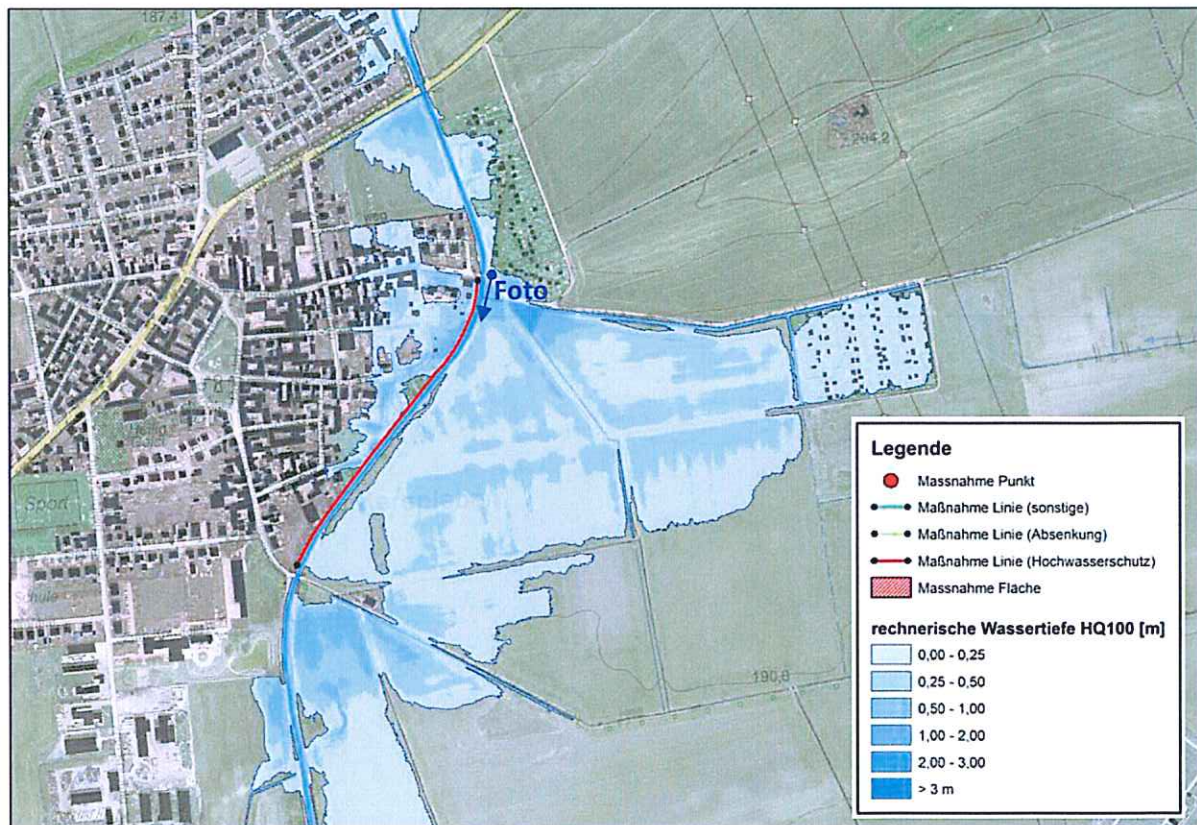 187,4
204,2
Foto
Sport
Schule
190,6
Legende
Massnahme Punkt
Maßnahme Linie (sonstige)
Maßnahme Linie (Absenkung)
Maßnahme Linie (Hochwasserschutz)
Massnahme Fläche
rechnerische Wassertiefe HQ100 [m]
0,00 - 0,25
0,25 - 0,50
0,50 - 1,00
1,00 - 2,00
2,00 - 3,00
> 3 m